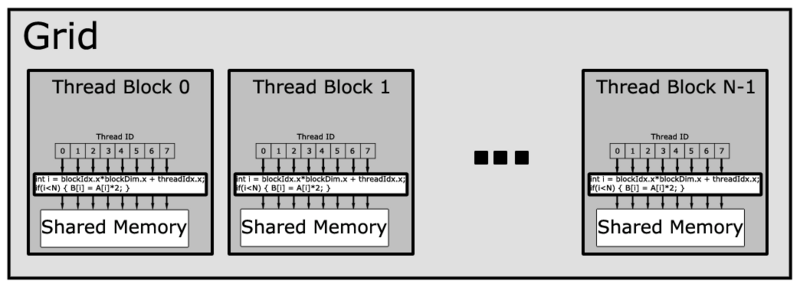 Grid
Thread Block 0
Thread ID
0 1 2 3 4 5 6 7
int i = blockIdx.x*blockDim.x + threadIdx.x;
if(i<N) { B[i] = A[i]*2; }
Shared Memory
Thread Block 1
Thread ID
0 1 2 3 4 5 6 7
int i = blockIdx.x*blockDim.x + threadIdx.x;
if(i<N) { B[i] = A[i]*2; }
Shared Memory
Thread Block N-1
Thread ID
0 1 2 3 4 5 6 7
int i = blockIdx.x*blockDim.x + threadIdx.x;
if(i<N) { B[i] = A[i]*2; }
Shared Memory